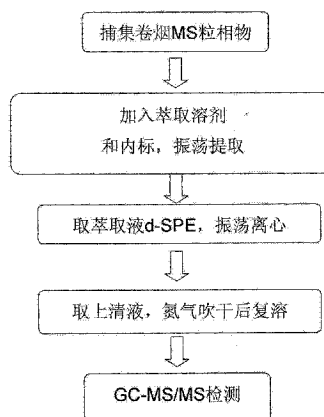 捕集卷烟MS粒相物
加入萃取溶剂
和内标，振荡提取
取萃取液d-SPE，振荡离心
取上清液，氮气吹干后复溶
GC-MS/MS检测